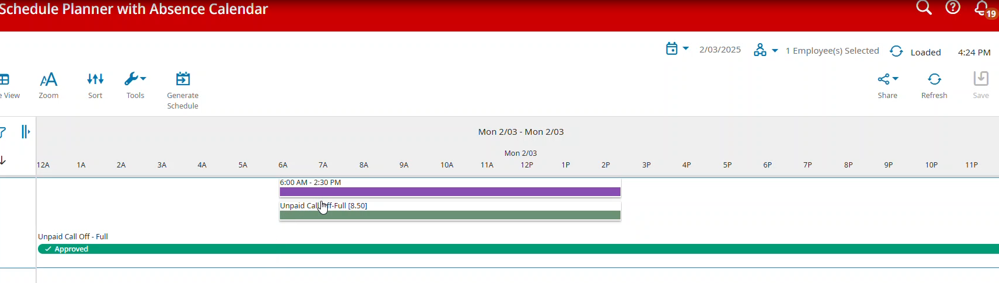 Schedule Planner with Absence Calendar
19
2/03/2025
1 Employee(s) Selected
Loaded
4:24 PM
e View
Zoom
Sort
Tools
Generate
Schedule
Share
Refresh
Save
Mon 2/03 - Mon 2/03
Mon 2/03
12A 1A 2A 3A 4A 5A 6A 7A 8A 9A 10A 11A 12P 1P 2P 3P 4P 5P 6P 7P 8P 9P 10P 11P
6:00 AM - 2:30 PM
Unpaid Call Off-Full [8.50]
Unpaid Call Off - Full
Approved